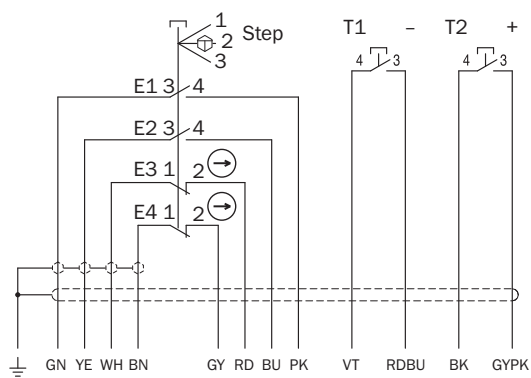 1
2 Step
3
T1 – T2 +
4 3 4 3
E1 3 4
E2 3 4
E3 1 2
E4 1 2
GN YE WH BN GY RD BU PK VT RDBU BK GYPK